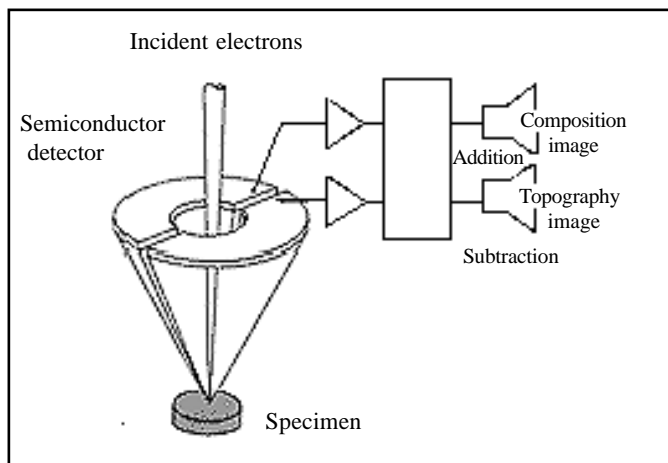 Incident electrons
Semiconductor
detector
Composition
image
Addition
Topography
image
Subtraction
Specimen